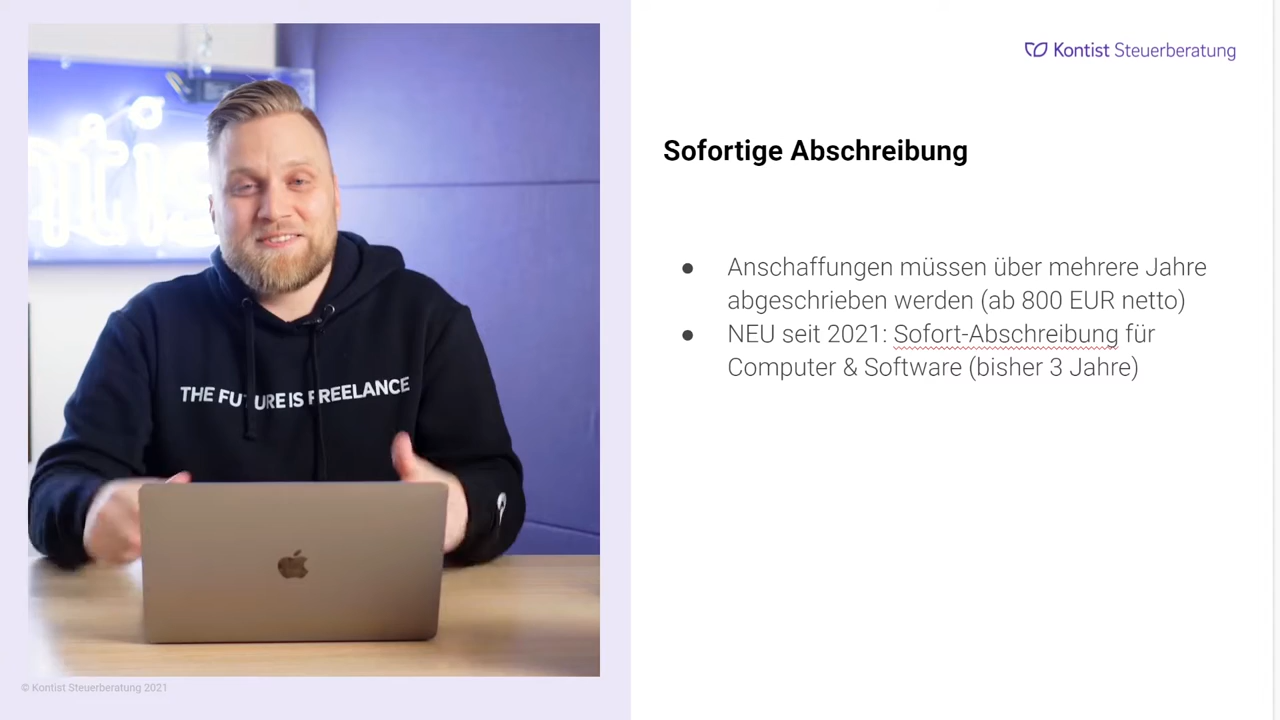 Kontist Steuerberatung
Sofortige Abschreibung
● Anschaffungen müssen über mehrere Jahre
abgeschrieben werden (ab 800 EUR netto)
● NEU seit 2021: Sofort-Abschreibung für
Computer & Software (bisher 3 Jahre)
THE FUTURE IS FREELANCE
© Kontist Steuerberatung 2021